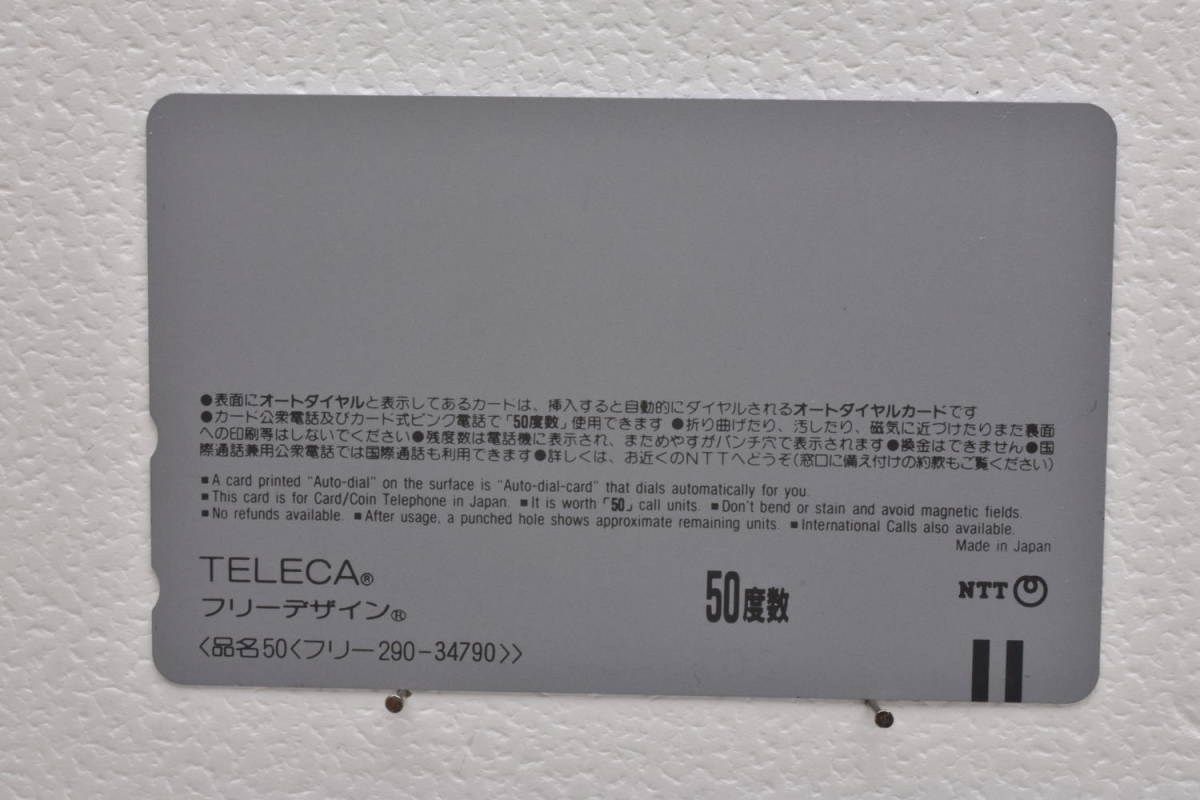 ●表面にオートダイヤルと表示してあるカードは、挿入すると自動的にダイヤルされるオートダイヤルカードです
●カード公衆電話及びカード式ピンク電話で「50度数」使用できます ●折り曲げたり、汚したり、磁気に近づけたりまた裏面
への印刷等はしないでください●残度数は電話機に表示され、まためやすがパンチ穴で表示されます●換金はできません●国
際通話兼用公衆電話では国際通話も利用できます●詳しくは、お近くのNTTへどうぞ(窓口に備え付けの約款もご覧ください)
■A card printed "Auto-dial" on the surface is "Auto-dial-card" that dials automatically for you.
■This card is for Card/Coin Telephone in Japan. ■It is worth「50」call units. ■Don't bend or stain and avoid magnetic fields.
■No refunds available. ■After usage, a punched hole shows approximate remaining units. ■International Calls also available.
Made in Japan
TELECA®
フリーデザイン®
50度数
NTT
〈品名50〈フリー290-34790〉〉